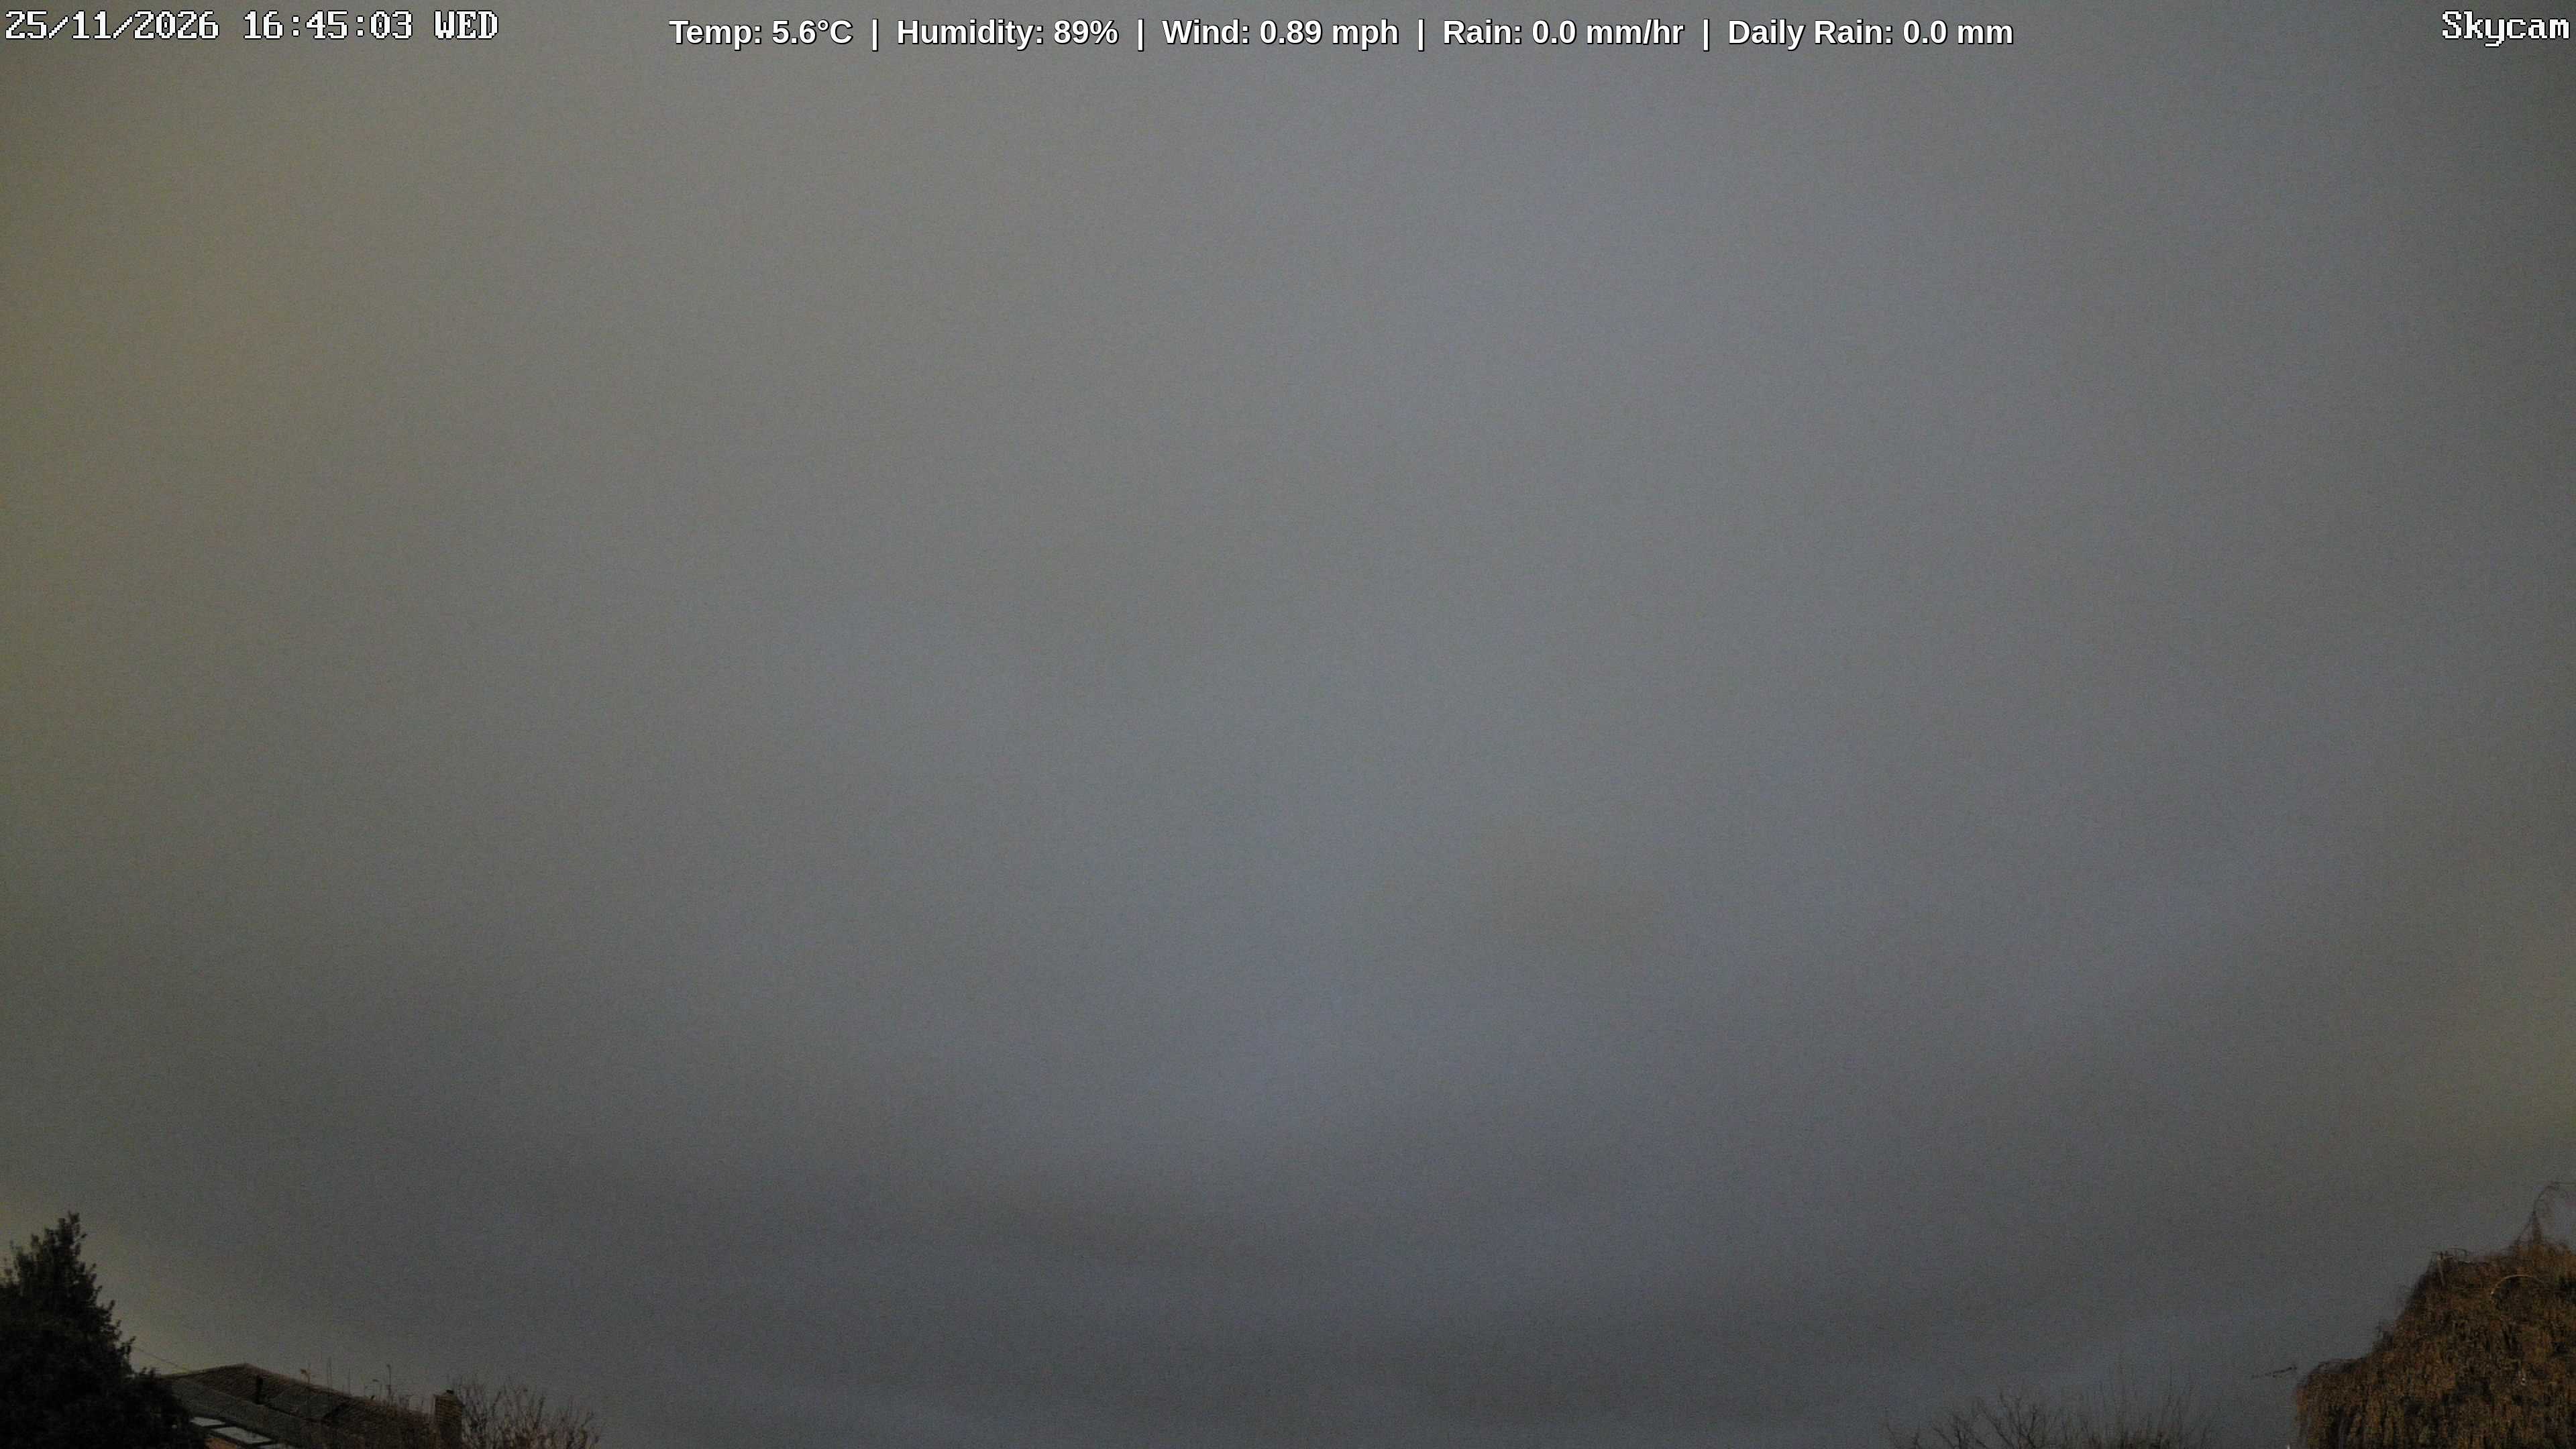 25/11/2026 16:45:03 WED
Temp: 5.6°C | Humidity: 89% | Wind: 0.89 mph | Rain: 0.0 mm/hr | Daily Rain: 0.0 mm
Skycam